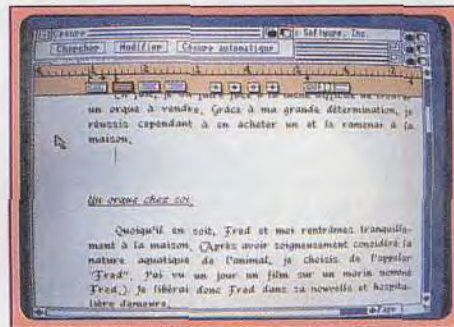 Césure
: Software, Inc.
Chercher Modifier Césure automatique
un orque à vendre. Grâce à ma grande détermination, je
réussis cependant à en acheter un et le ramenai à la
maison.
Un orque chez soi.
Quoiqu'il en soit, Fred et moi rentrâmes tranquille-
ment à la maison. (Après avoir soigneusement considéré la
nature aquatique de l'animal, je choisis de l'appeler
"Fred". J'ai vu un jour un film sur un marin nommé
Fred.). Je libérai donc Fred dans sa nouvelle et hospita-
lière demeure.
Page